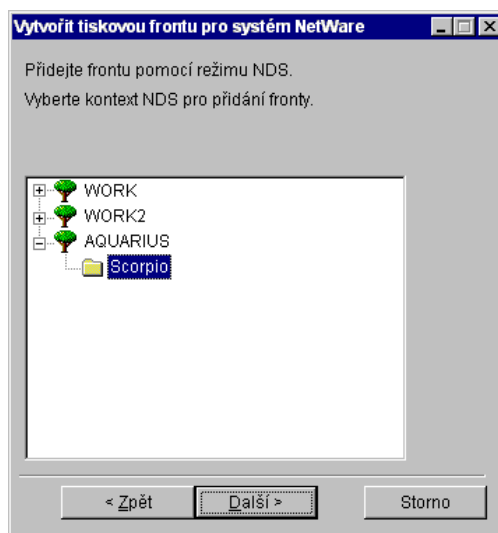 Vytvořit tiskovou frontu pro systém NetWare
Přidejte frontu pomocí režimu NDS.
Vyberte kontext NDS pro přidání fronty.
WORK
WORK2
AQUARIUS
Scorpio
< Zpět
Další >
Storno